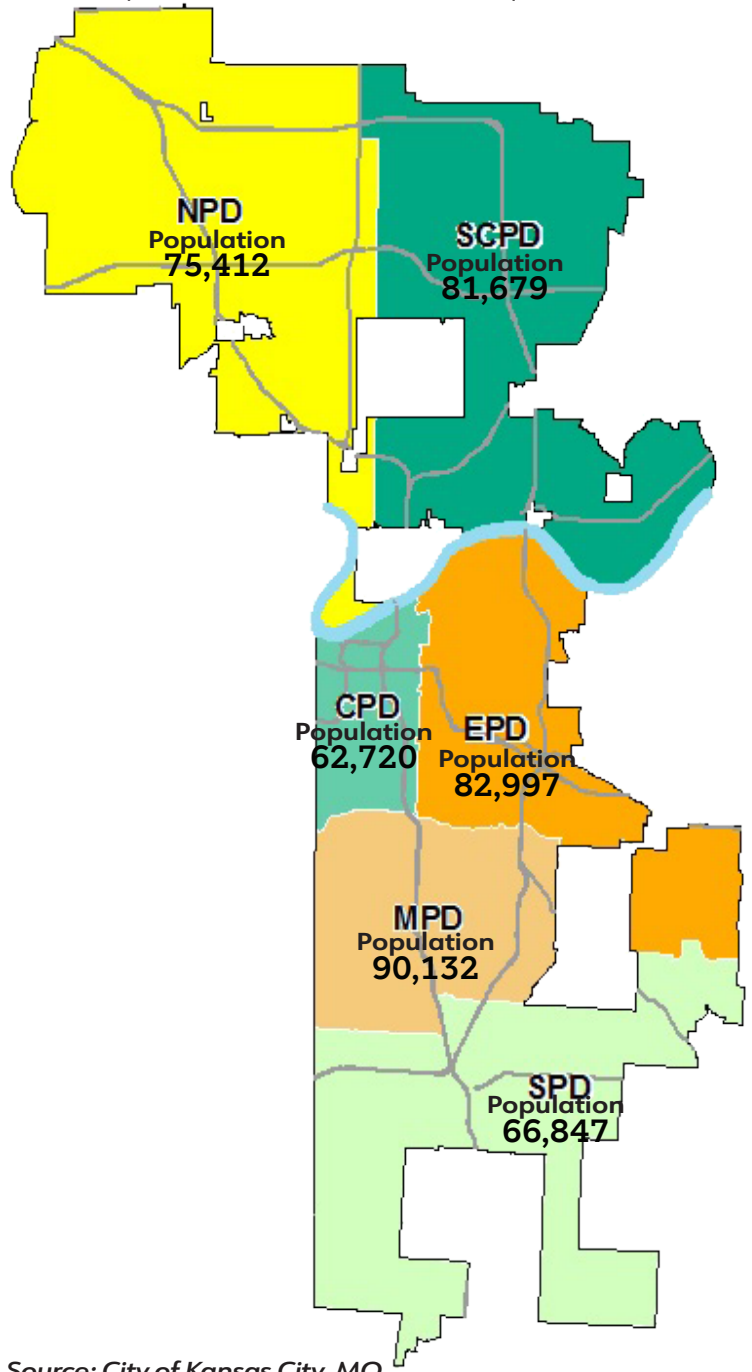 NPD
Population
75,412
SCPD
Population
81,679
CPD
Population
62,720
EPD
Population
82,997
MPD
Population
90,132
SPD
Population
66,847
Source: City of Kansas City, MO